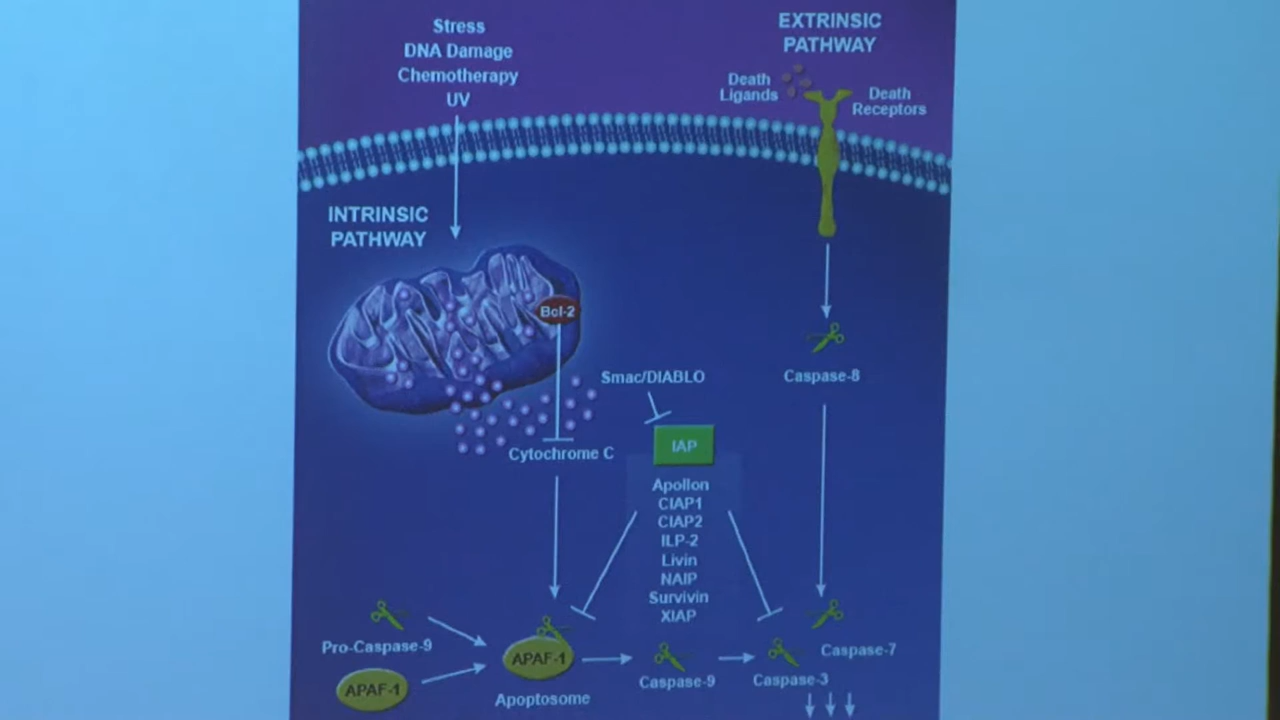 Stress
DNA Damage
Chemotherapy
UV
EXTRINSIC
PATHWAY
Death
Ligands
Death
Receptors
INTRINSIC
PATHWAY
Bcl-2
Smac/DIABLO
Caspase-8
IAP
Cytochrome C
Apollon
CIAP1
CIAP2
ILP-2
Livin
NAIP
Survivin
XIAP
Pro-Caspase-9
APAF-1
APAF-1
Apoptosome
Caspase-9
Caspase-3
Caspase-7